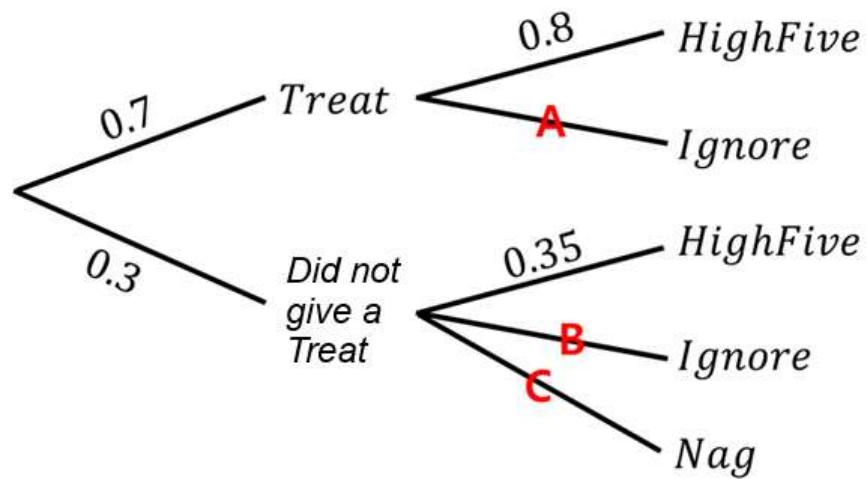 0.8
HighFive
0.7
Treat
A
Ignore
0.3
Did not
give a
Treat
0.35
HighFive
B
Ignore
C
Nag